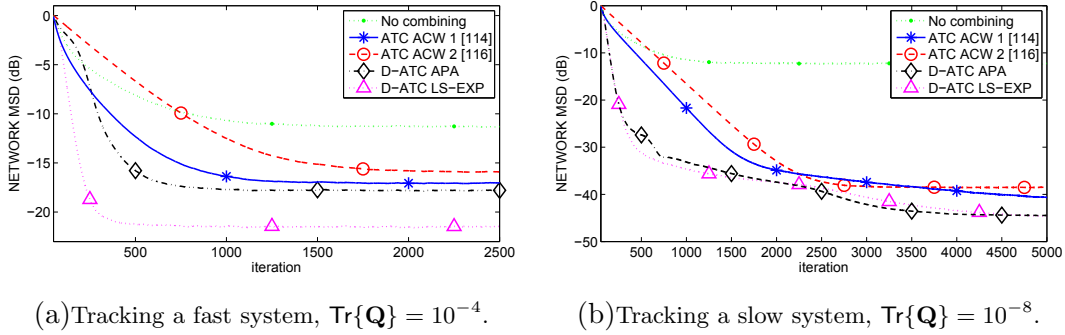 0
−5
−10
−15
−20
NETWORK MSD (dB)
500
1000
1500
2000
2500
iteration
No combining
ATC ACW 1 [114]
ATC ACW 2 [116]
D−ATC APA
D−ATC LS−EXP
(a)Tracking a fast system, Tr{Q} = 10⁻⁴.
0
−10
−20
−30
−40
−50
NETWORK MSD (dB)
500
1000
1500
2000
2500
3000
3500
4000
4500
5000
iteration
No combining
ATC ACW 1 [114]
ATC ACW 2 [116]
D−ATC APA
D−ATC LS−EXP
(b)Tracking a slow system, Tr{Q} = 10⁻⁸.